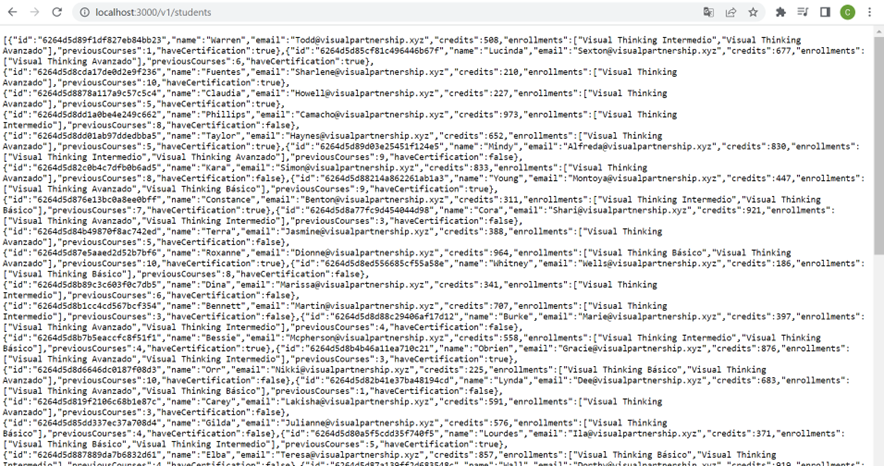 localhost:3000/v1/students
C
[{"id":"6264d5d89f1df827eb84bb23","name":"Warren","email":"Todd@visualpartnership.xyz","credits":508,"enrollments":["Visual Thinking Intermedio","Visual Thinking
Avanzado"],"previousCourses":1,"haveCertification":true},{"id":"6264d5d85cf81c496446b67f","name":"Lucinda","email":"Sexton@visualpartnership.xyz","credits":677,"enrollments":
["Visual Thinking Avanzado"],"previousCourses":6,"haveCertification":true},
{"id":"6264d5d8cda17de0d2e9f236","name":"Fuentes","email":"Sharlene@visualpartnership.xyz","credits":210,"enrollments":["Visual Thinking
Avanzado"],"previousCourses":10,"haveCertification":true},
{"id":"6264d5d8878a117a9c57c5c4","name":"Claudia","email":"Howell@visualpartnership.xyz","credits":227,"enrollments":["Visual Thinking
Avanzado"],"previousCourses":5,"haveCertification":true},
{"id":"6264d5d8dd1a0be4e249c662","name":"Phillips","email":"Camacho@visualpartnership.xyz","credits":973,"enrollments":["Visual Thinking
Intermedio"],"previousCourses":8,"haveCertification":false},
{"id":"6264d5d8dd01ab97ddedbba5","name":"Taylor","email":"Haynes@visualpartnership.xyz","credits":652,"enrollments":["Visual Thinking
Avanzado"],"previousCourses":5,"haveCertification":true},{"id":"6264d5d89d03e25451f124e5","name":"Mindy","email":"Alfreda@visualpartnership.xyz","credits":830,"enrollments":
["Visual Thinking Intermedio","Visual Thinking Avanzado"],"previousCourses":9,"haveCertification":false},
{"id":"6264d5d82c0b4c7dfb0b6ad5","name":"Kara","email":"Simon@visualpartnership.xyz","credits":833,"enrollments":["Visual Thinking
Avanzado"],"previousCourses":8,"haveCertification":false},{"id":"6264d5d88214a862261ab1a3","name":"Young","email":"Montoya@visualpartnership.xyz","credits":447,"enrollments":
["Visual Thinking Avanzado","Visual Thinking Básico"],"previousCourses":9,"haveCertification":true},
{"id":"6264d5d876e13bc0a8ee0bff","name":"Constance","email":"Benton@visualpartnership.xyz","credits":311,"enrollments":["Visual Thinking Intermedio","Visual Thinking
Básico"],"previousCourses":7,"haveCertification":true},{"id":"6264d5d8a77fc9d454044d98","name":"Cora","email":"Shari@visualpartnership.xyz","credits":921,"enrollments":
["Visual Thinking Avanzado","Visual Thinking Intermedio"],"previousCourses":3,"haveCertification":false},
{"id":"6264d5d84b49870f8ac742ed","name":"Terra","email":"Jasmine@visualpartnership.xyz","credits":388,"enrollments":["Visual Thinking
Avanzado"],"previousCourses":5,"haveCertification":false},
{"id":"6264d5d87e5aaed2d52b7bf6","name":"Roxanne","email":"Dionne@visualpartnership.xyz","credits":964,"enrollments":["Visual Thinking Básico","Visual Thinking
Avanzado"],"previousCourses":10,"haveCertification":true},{"id":"6264d5d8ed556685cf55a58e","name":"Whitney","email":"Wells@visualpartnership.xyz","credits":186,"enrollments":
["Visual Thinking Básico"],"previousCourses":8,"haveCertification":false},
{"id":"6264d5d8b89c3c603f0c7db5","name":"Dina","email":"Marissa@visualpartnership.xyz","credits":341,"enrollments":["Visual Thinking
Intermedio"],"previousCourses":6,"haveCertification":false},
{"id":"6264d5d8b1cc4cd567bcf354","name":"Bennett","email":"Martin@visualpartnership.xyz","credits":707,"enrollments":["Visual Thinking
Intermedio"],"previousCourses":3,"haveCertification":false},{"id":"6264d5d8d88c29406af17d12","name":"Burke","email":"Marie@visualpartnership.xyz","credits":397,"enrollments":
["Visual Thinking Avanzado","Visual Thinking Intermedio"],"previousCourses":4,"haveCertification":false},
{"id":"6264d5d8b7b5eaccfc8f51f1","name":"Bessie","email":"Mcpherson@visualpartnership.xyz","credits":558,"enrollments":["Visual Thinking Intermedio","Visual Thinking
Básico"],"previousCourses":4,"haveCertification":true},{"id":"6264d5d8b4b46a11ea710c21","name":"Obrien","email":"Gracie@visualpartnership.xyz","credits":876,"enrollments":
["Visual Thinking Avanzado","Visual Thinking Intermedio"],"previousCourses":3,"haveCertification":true},
{"id":"6264d5d8d6646dc0187f08d3","name":"Orr","email":"Nikki@visualpartnership.xyz","credits":225,"enrollments":["Visual Thinking Básico","Visual Thinking
Avanzado"],"previousCourses":10,"haveCertification":false},{"id":"6264d5d82b41e37ba48194cd","name":"Lynda","email":"Dee@visualpartnership.xyz","credits":683,"enrollments":
["Visual Thinking Avanzado","Visual Thinking Básico"],"previousCourses":1,"haveCertification":false},
{"id":"6264d5d819f2106c68b1e87c","name":"Carey","email":"Lakisha@visualpartnership.xyz","credits":591,"enrollments":["Visual Thinking
Avanzado"],"previousCourses":3,"haveCertification":false},
{"id":"6264d5d85dd337ec37a708d4","name":"Gilda","email":"Julianne@visualpartnership.xyz","credits":576,"enrollments":["Visual Thinking
Básico"],"previousCourses":4,"haveCertification":false},{"id":"6264d5d80a5f5cdd35f740f5","name":"Lourdes","email":"Ila@visualpartnership.xyz","credits":371,"enrollments":
["Visual Thinking Básico","Visual Thinking Intermedio"],"previousCourses":5,"haveCertification":true},
{"id":"6264d5d887889da7b6832d61","name":"Elba","email":"Teresa@visualpartnership.xyz","credits":857,"enrollments":["Visual Thinking Básico","Visual Thinking